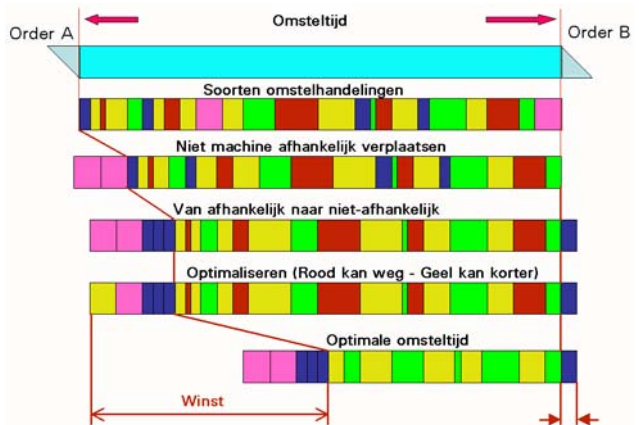 Omsteltijd
Order A
Order B
Soorten omstelhandelingen
Niet machine afhankelijk verplaatsen
Van afhankelijk naar niet-afhankelijk
Optimaliseren (Rood kan weg - Geel kan korter)
Optimale omsteltijd
Winst